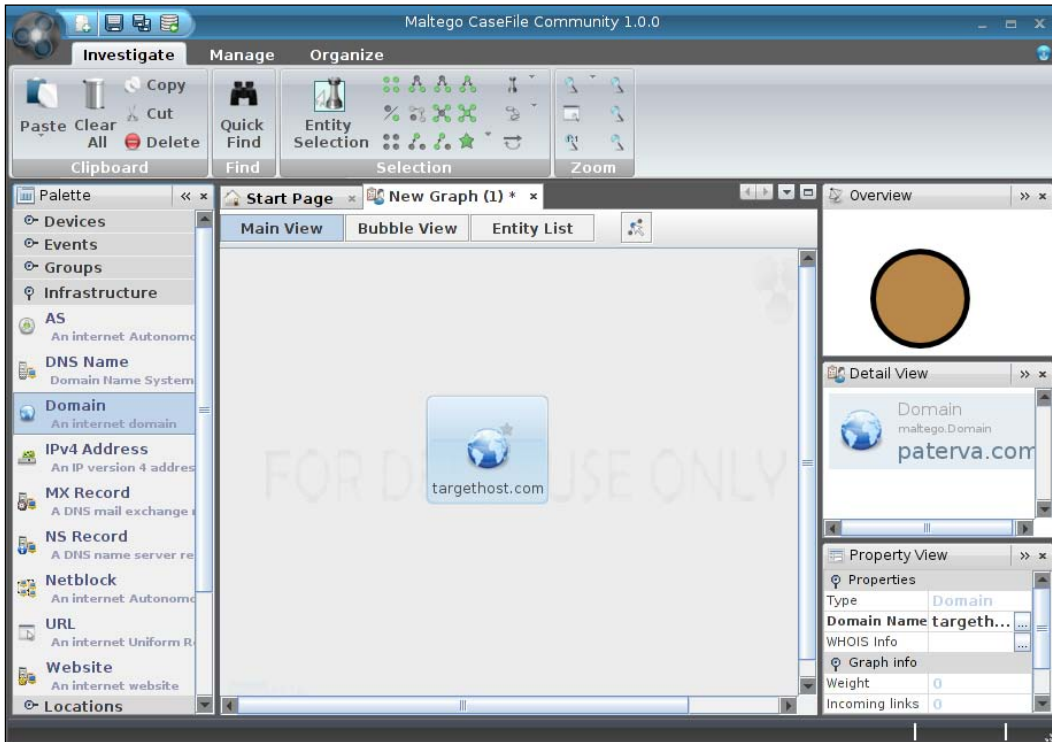 Maltego CaseFile Community 1.0.0
Investigate Manage Organize
Paste
Clear All
Copy
Cut
Delete
Clipboard
Quick Find
Find
Entity Selection
Selection
Zoom
Palette
Devices
Events
Groups
Infrastructure
AS
An internet Autonomo
DNS Name
Domain Name System
Domain
An internet domain
IPv4 Address
An IP version 4 addres
MX Record
A DNS mail exchange
NS Record
A DNS name server re
Netblock
An internet Autonomo
URL
An internet Uniform R
Website
An internet website
Locations
Start Page
New Graph (1) *
Main View Bubble View Entity List
targethost.com
FOR DE USE ONLY
Overview
Detail View
Domain
maltego.Domain
paterva.com
Property View
Properties
Type Domain
Domain Name targeth... ...
WHOIS Info ...
Graph info
Weight 0
Incoming links 0